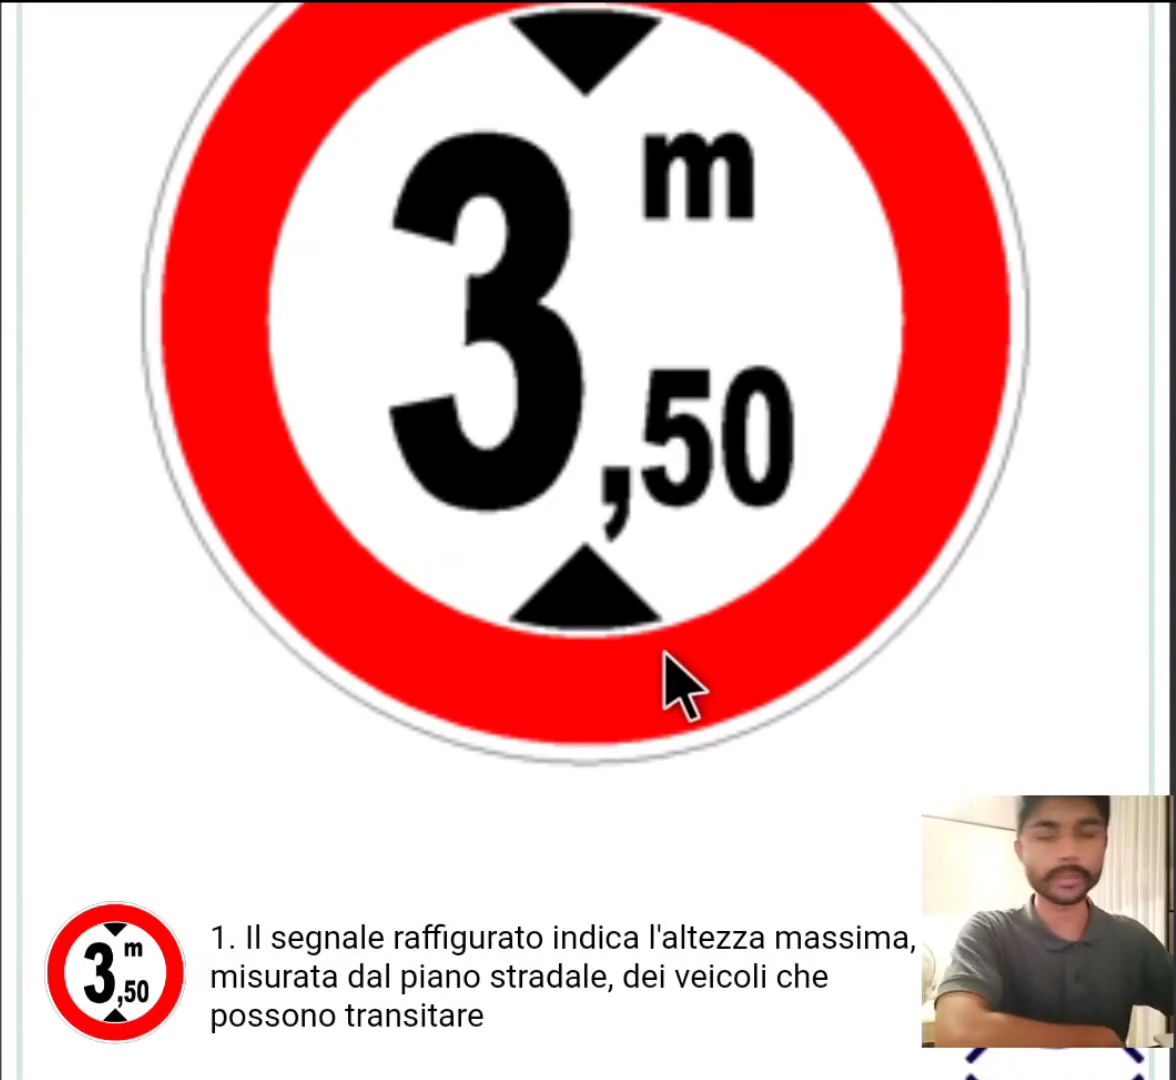 3,50 m
3,50 m
1. Il segnale raffigurato indica l'altezza massima,
misurata dal piano stradale, dei veicoli che
possono transitare